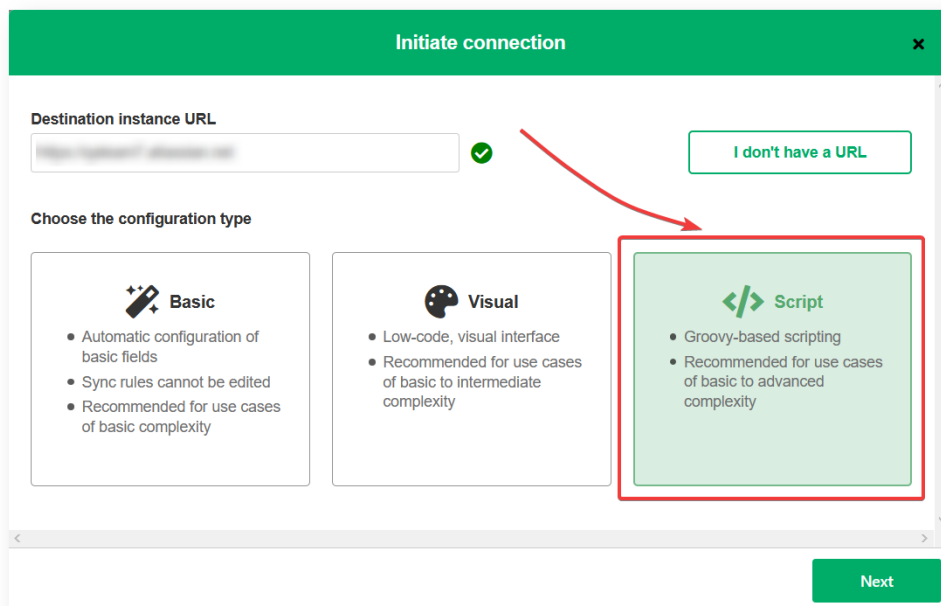 Initiate connection
Destination instance URL
I don't have a URL
Choose the configuration type
Basic
Automatic configuration of
basic fields
Sync rules cannot be edited
Recommended for use cases
of basic complexity
Visual
Low-code, visual interface
Recommended for use cases
of basic to intermediate
complexity
</> Script
Groovy-based scripting
Recommended for use cases
of basic to advanced
complexity
Next